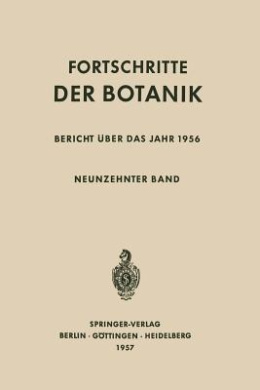 FORTSCHRITTE
DER BOTANIK
BERICHT ÜBER DAS JAHR 1956
NEUNZEHNTER BAND
SPRINGER-VERLAG
BERLIN · GÖTTINGEN · HEIDELBERG
1957